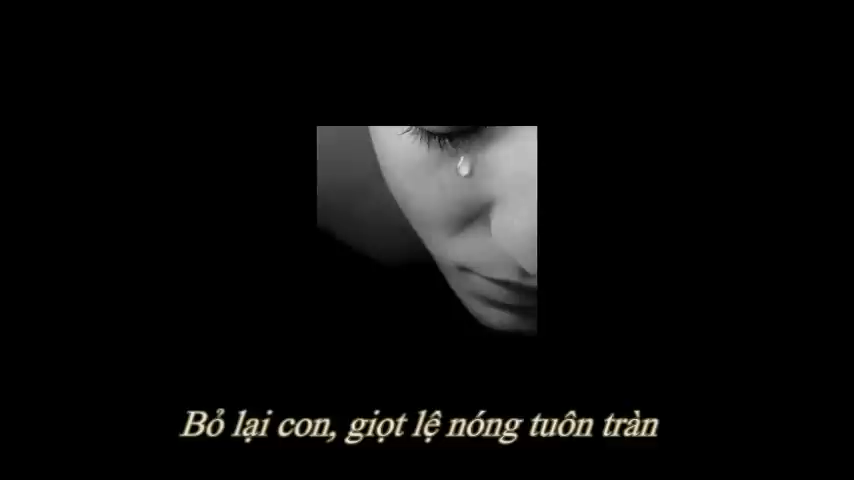 Bỏ lại con, giọt lệ nóng tuôn tràn